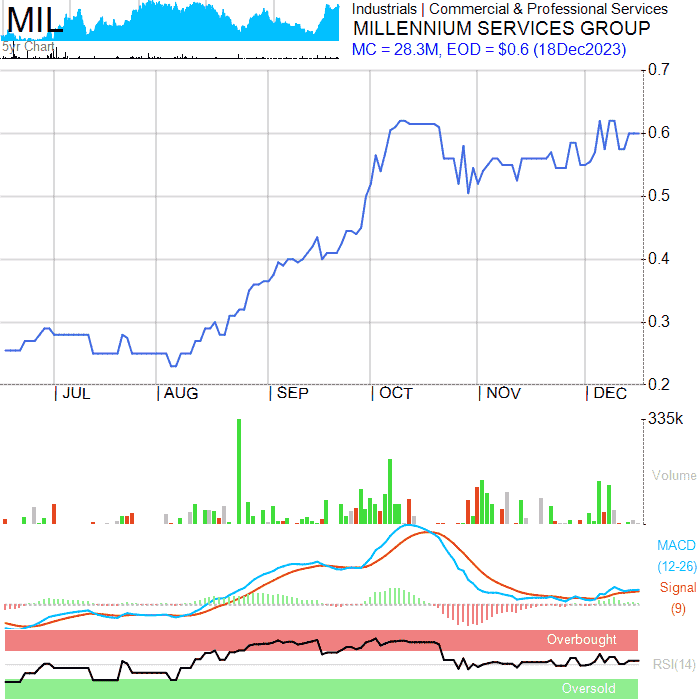 MIL
5yr Chart
Industrials | Commercial & Professional Services
MILLENNIUM SERVICES GROUP
MC = 28.3M, EOD = $0.6 (18Dec2023)
0.7
0.6
0.5
0.4
0.3
0.2
| JUL | AUG | SEP | OCT | NOV | DEC
335k
Volume
MACD
(12-26)
Signal
(9)
Overbought
RSI(14)
Oversold